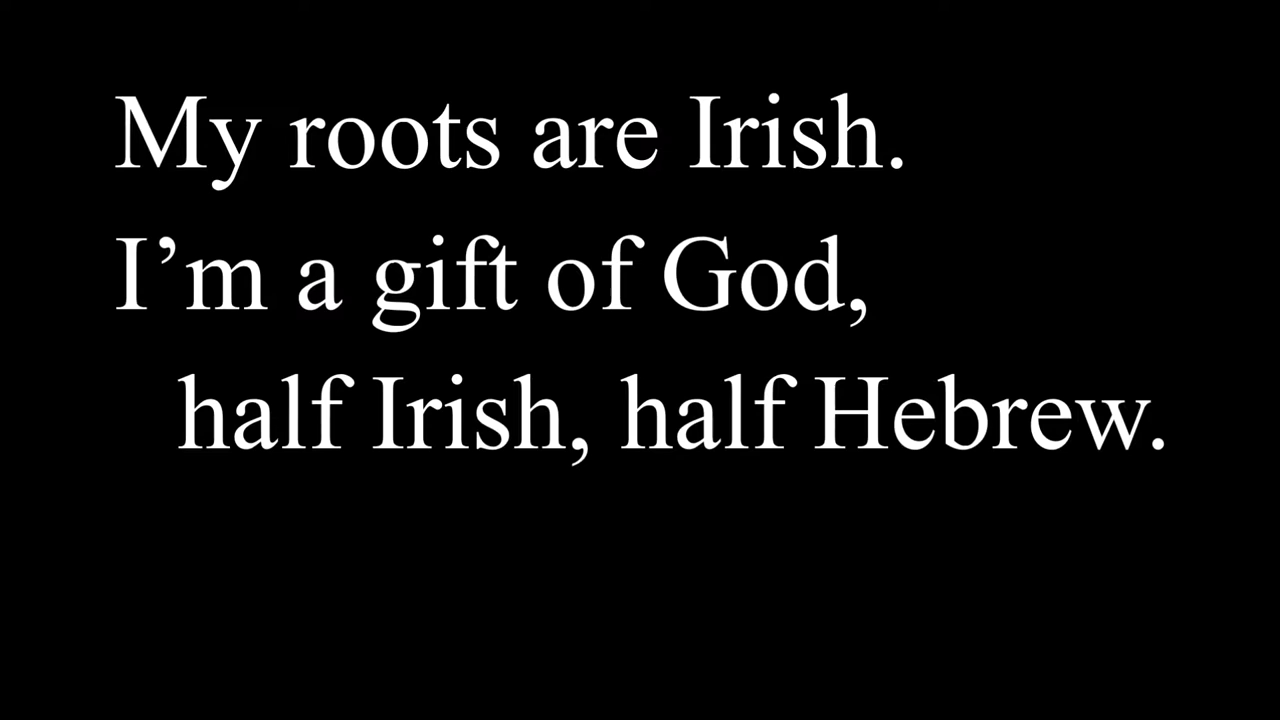 My roots are Irish.
I’m a gift of God,
half Irish, half Hebrew.